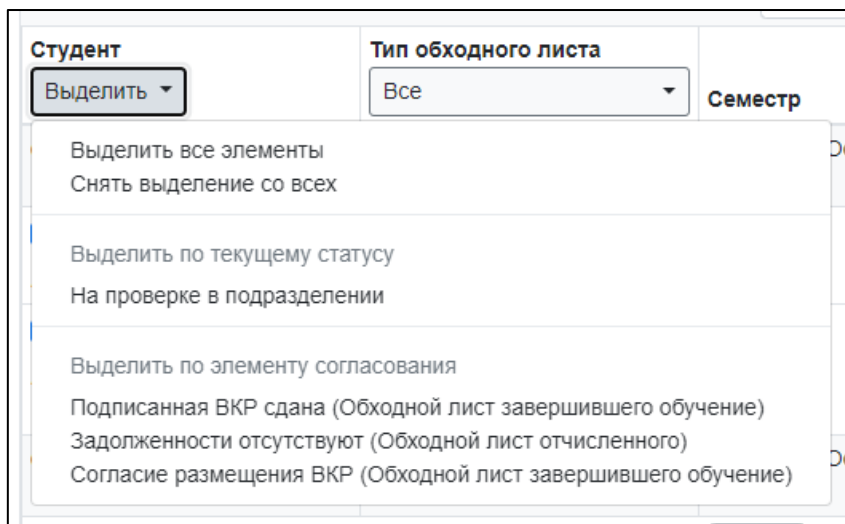 Студент
Тип обходного листа
Выделить
Все
Семестр
Выделить все элементы
Снять выделение со всех
Выделить по текущему статусу
На проверке в подразделении
Выделить по элементу согласования
Подписанная ВКР сдана (Обходной лист завершившего обучение)
Задолженности отсутствуют (Обходной лист отчисленного)
Согласие размещения ВКР (Обходной лист завершившего обучение)